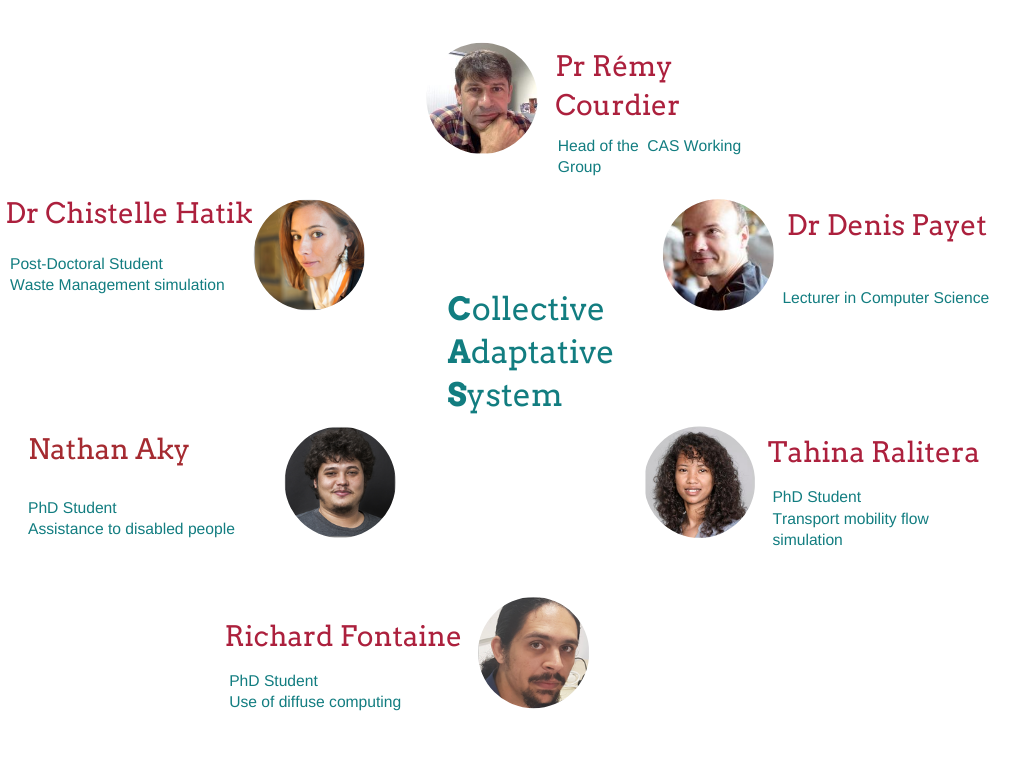 Pr Rémy
Courdier
Head of the  CAS Working
Group
Dr Chistelle Hatik
Post-Doctoral Student
Waste Management simulation
Dr Denis Payet
Lecturer in Computer Science
Collective
Adaptative
System
Nathan Aky
PhD Student
Assistance to disabled people
Tahina Ralitera
PhD Student
Transport mobility flow
simulation
Richard Fontaine
PhD Student
Use of diffuse computing